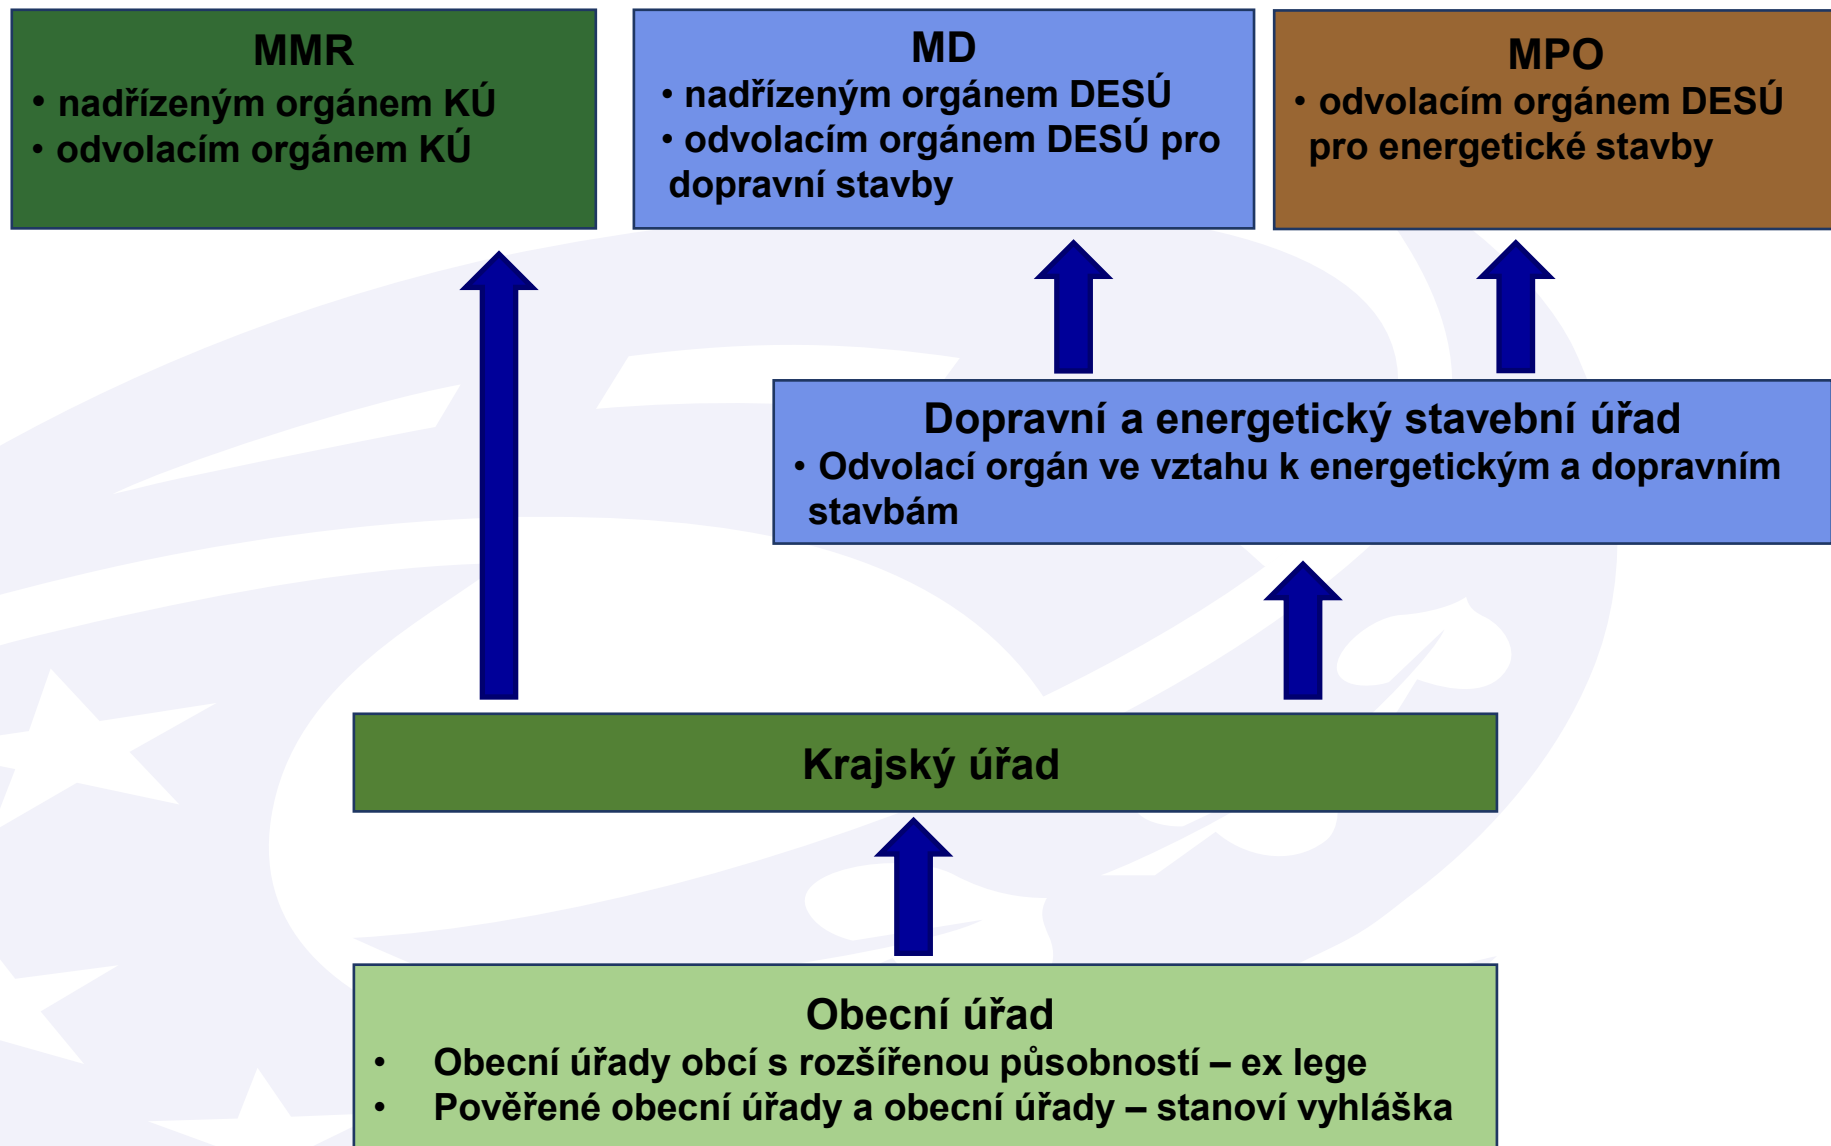 MMR
• nadřízeným orgánem KÚ
• odvolacím orgánem KÚ
MD
• nadřízeným orgánem DESÚ
• odvolacím orgánem DESÚ pro
dopravní stavby
MPO
• odvolacím orgánem DESÚ
pro energetické stavby
Dopravní a energetický stavební úřad
• Odvolací orgán ve vztahu k energetickým a dopravním
stavbám
Krajský úřad
Obecní úřad
• Obecní úřady obcí s rozšířenou působností – ex lege
• Pověřené obecní úřady a obecní úřady – stanoví vyhláška